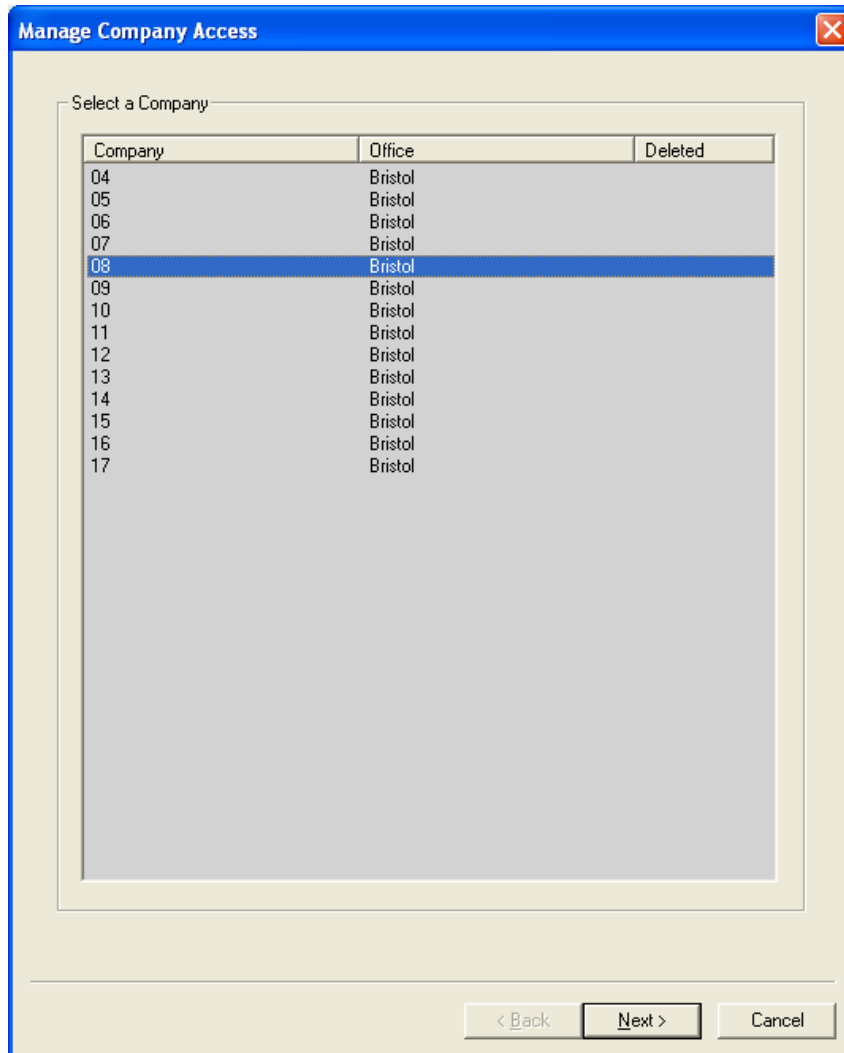 Manage Company Access
Select a Company
Company Office Deleted
04 Bristol
05 Bristol
06 Bristol
07 Bristol
08 Bristol
09 Bristol
10 Bristol
11 Bristol
12 Bristol
13 Bristol
14 Bristol
15 Bristol
16 Bristol
17 Bristol
< Back Next > Cancel